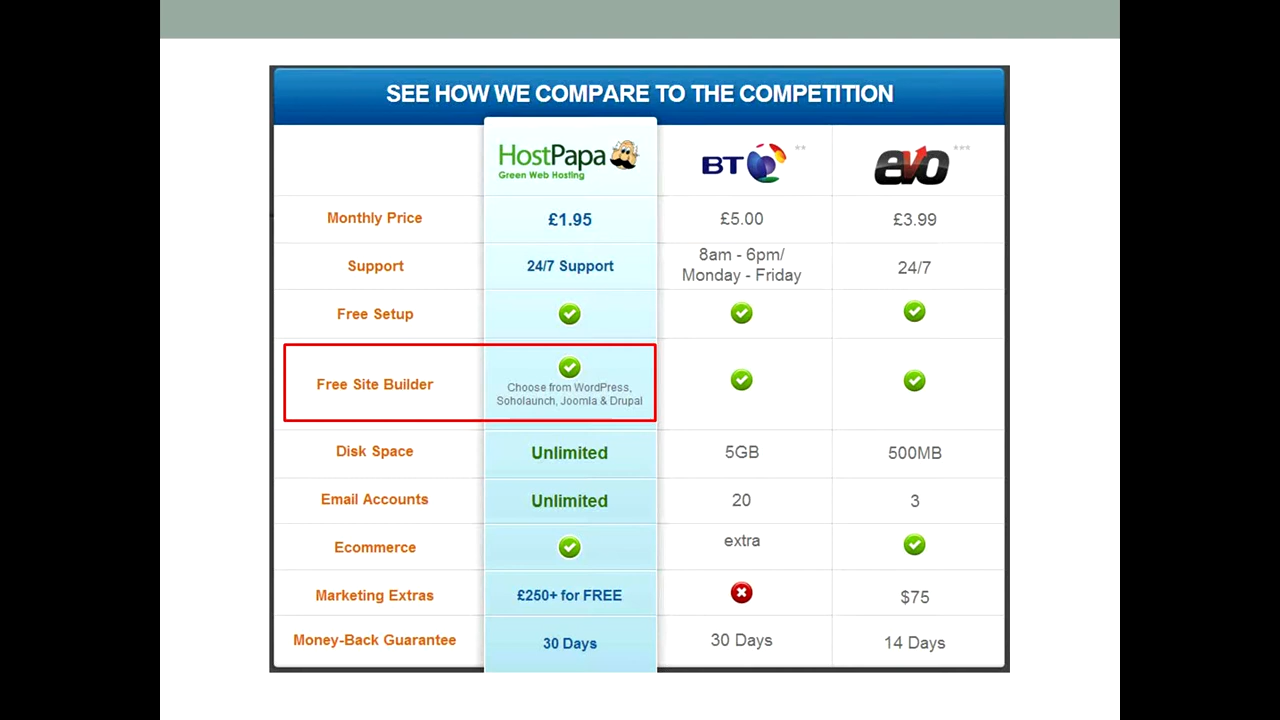 SEE HOW WE COMPARE TO THE COMPETITION
HostPapa
Green Web Hosting
BT **
evo ***
Monthly Price £1.95 £5.00 £3.99
Support 24/7 Support 8am - 6pm/ Monday - Friday 24/7
Free Setup
Free Site Builder
Choose from WordPress,
Soholaunch, Joomla & Drupal
Disk Space Unlimited 5GB 500MB
Email Accounts Unlimited 20 3
Ecommerce extra
Marketing Extras £250+ for FREE $75
Money-Back Guarantee 30 Days 30 Days 14 Days